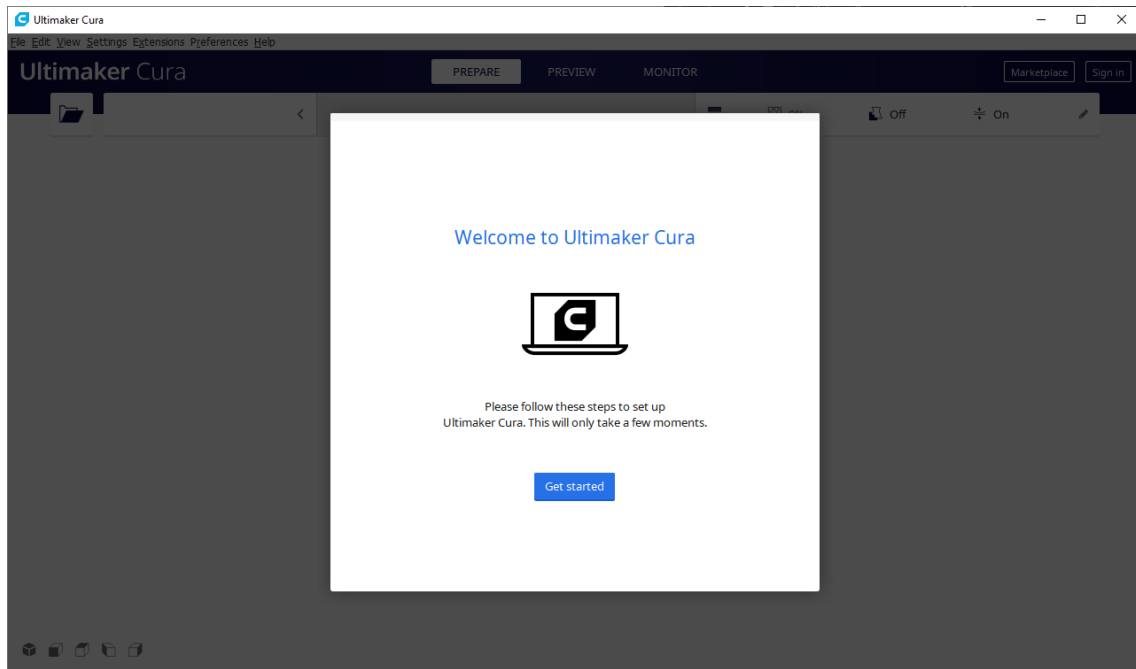 Ultimaker Cura
File Edit View Settings Extensions Preferences Help
Ultimaker Cura
PREPARE PREVIEW MONITOR
Marketplace Sign in
Off On
Welcome to Ultimaker Cura
Please follow these steps to set up
Ultimaker Cura. This will only take a few moments.
Get started